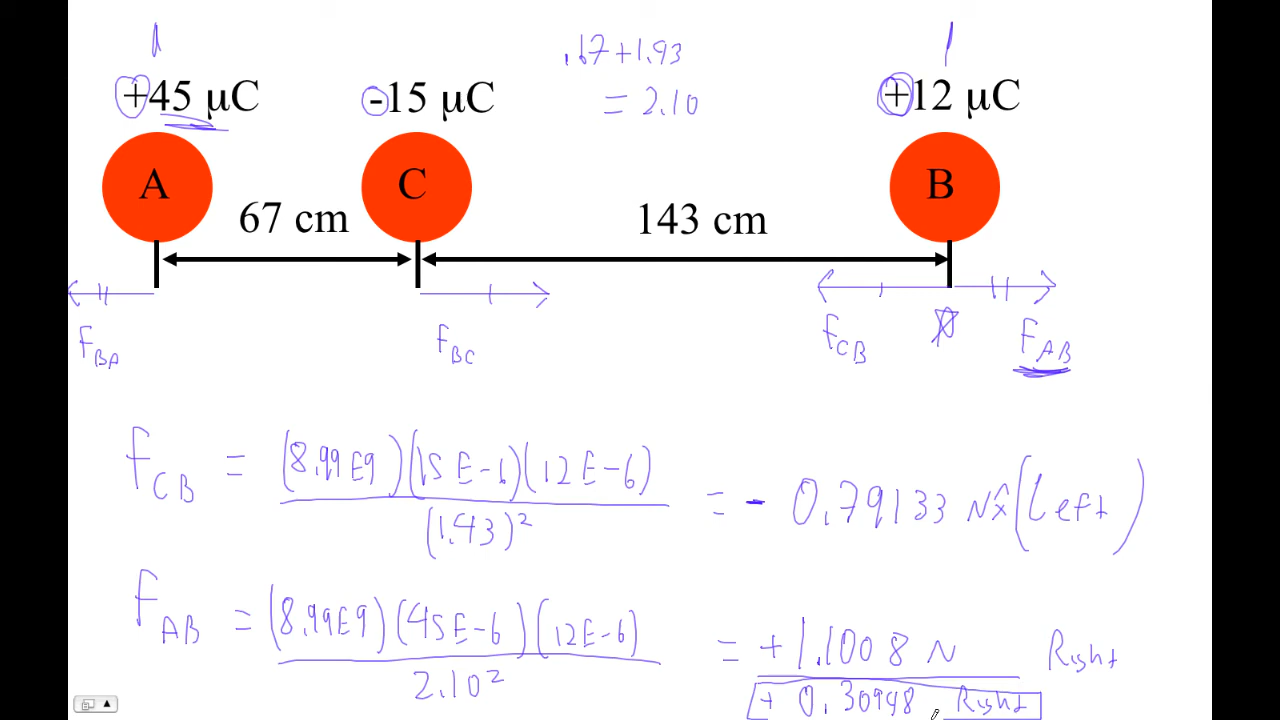 .67 + 1.93
+45 μC -15 μC = 2.10 +12 μC
A C B
67 cm 143 cm
F_BA F_BC F_CB F_AB
F_CB = (8.99E9)(15E-6)(12E-6) / (1.43)² = - 0.79133 N x̂ (Left)
F_AB = (8.99E9)(45E-6)(12E-6) / 2.10² = +1.1008 N Right
+ 0.30948 Right